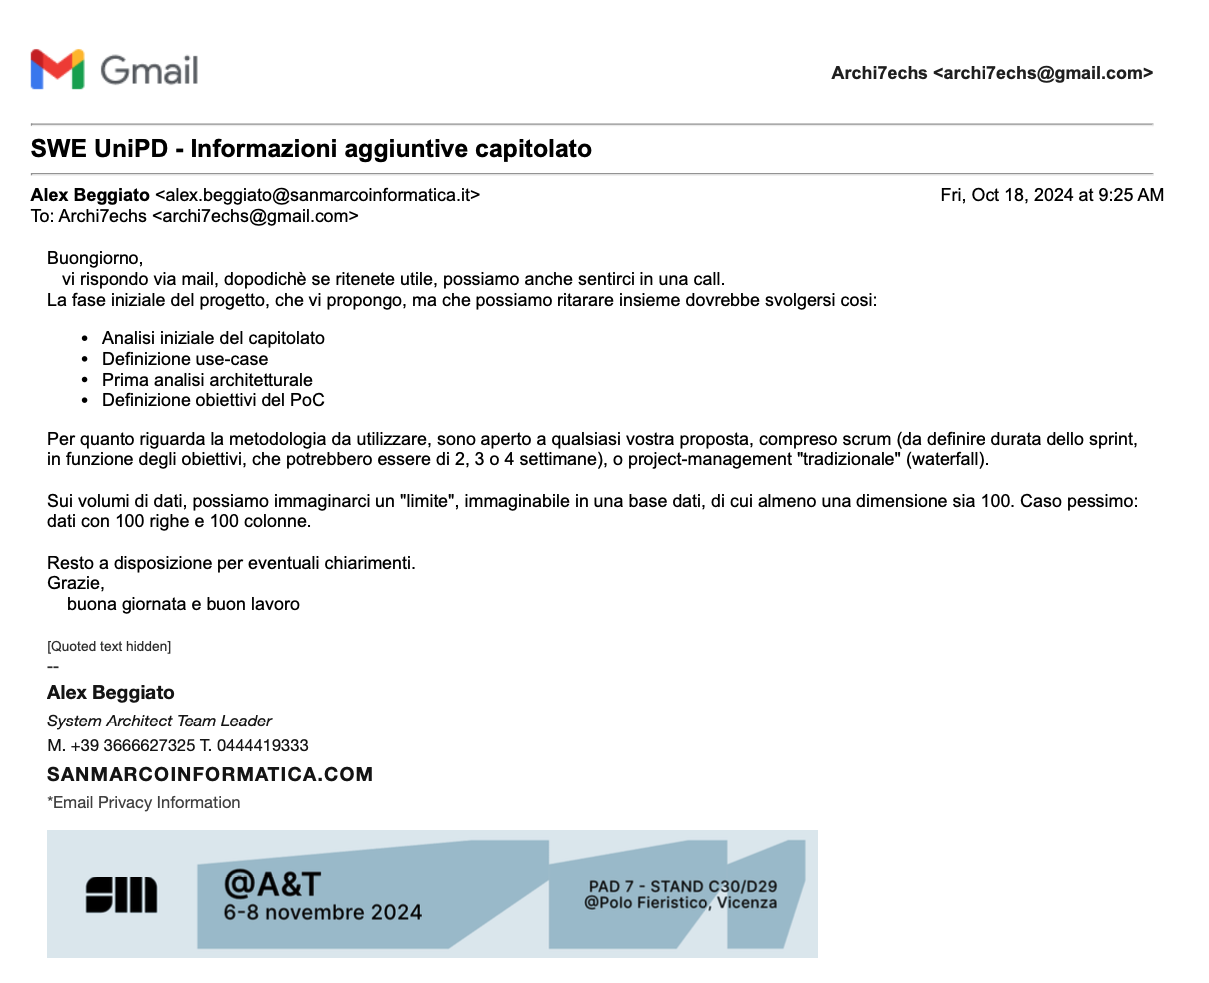 Gmail
Archi7echs <archi7echs@gmail.com>
SWE UniPD - Informazioni aggiuntive capitolato
Alex Beggiato <alex.beggiato@sanmarcoinformatica.it>
Fri, Oct 18, 2024 at 9:25 AM
To: Archi7echs <archi7echs@gmail.com>
Buongiorno,
vi rispondo via mail, dopodichè se ritenete utile, possiamo anche sentirci in una call.
La fase iniziale del progetto, che vi propongo, ma che possiamo ritarare insieme dovrebbe svolgersi cosi:
• Analisi iniziale del capitolato
• Definizione use-case
• Prima analisi architetturale
• Definizione obiettivi del PoC
Per quanto riguarda la metodologia da utilizzare, sono aperto a qualsiasi vostra proposta, compreso scrum (da definire durata dello sprint,
in funzione degli obiettivi, che potrebbero essere di 2, 3 o 4 settimane), o project-management "tradizionale" (waterfall).
Sui volumi di dati, possiamo immaginarci un "limite", immaginabile in una base dati, di cui almeno una dimensione sia 100. Caso pessimo:
dati con 100 righe e 100 colonne.
Resto a disposizione per eventuali chiarimenti.
Grazie,
buona giornata e buon lavoro
[Quoted text hidden]
--
Alex Beggiato
System Architect Team Leader
M. +39 3666627325 T. 0444419333
SANMARCOINFORMATICA.COM
*Email Privacy Information
sm
@A&T
6-8 novembre 2024
PAD 7 - STAND C30/D29
@Polo Fieristico, Vicenza